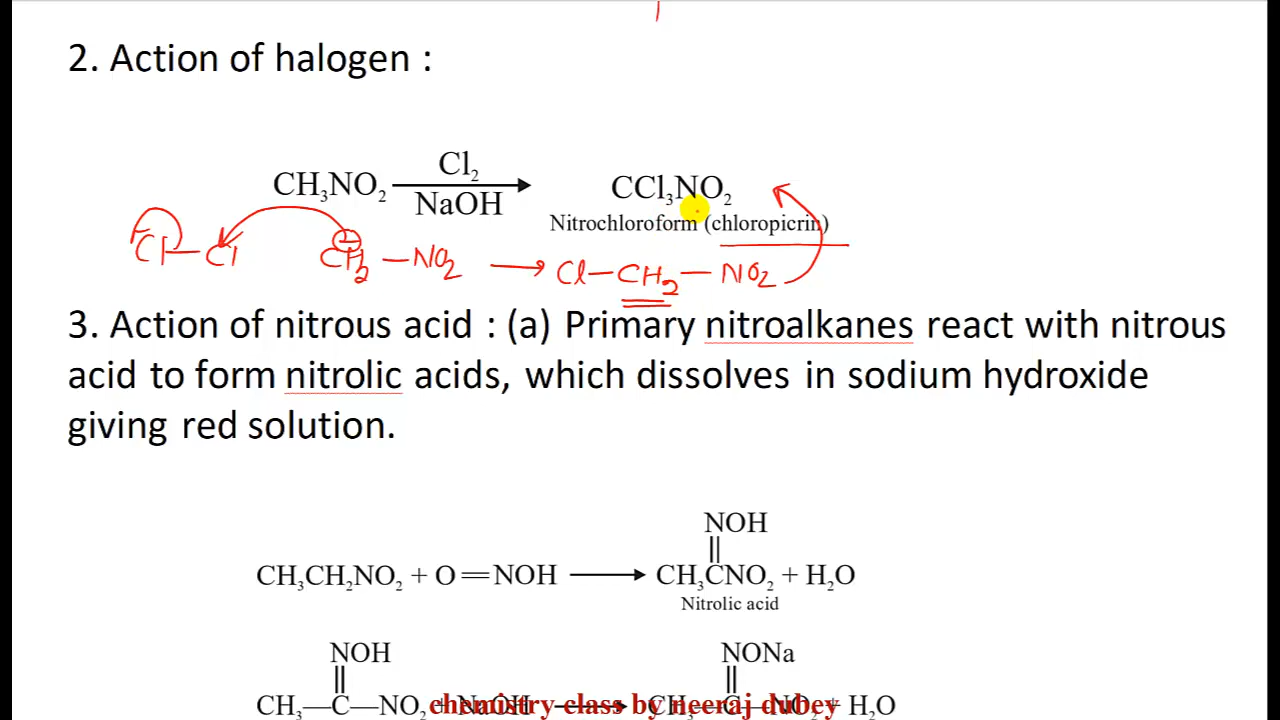 2. Action of halogen :
CH₃NO₂ —Cl₂/NaOH→ CCl₃NO₂
Nitrochloroform (chloropicrin)
Cl—Cl CH₂⁻—NO₂ → Cl—CH₂—NO₂
3. Action of nitrous acid : (a) Primary nitroalkanes react with nitrous
acid to form nitrolic acids, which dissolves in sodium hydroxide
giving red solution.
NOH
||
CH₃CH₂NO₂ + O=NOH → CH₃CNO₂ + H₂O
Nitrolic acid
NOH NONa
|| ||
CH₃—C—NO₂ + NaOH → CH₃—C—NO₂ + H₂O
chemistry class by neeraj dubey